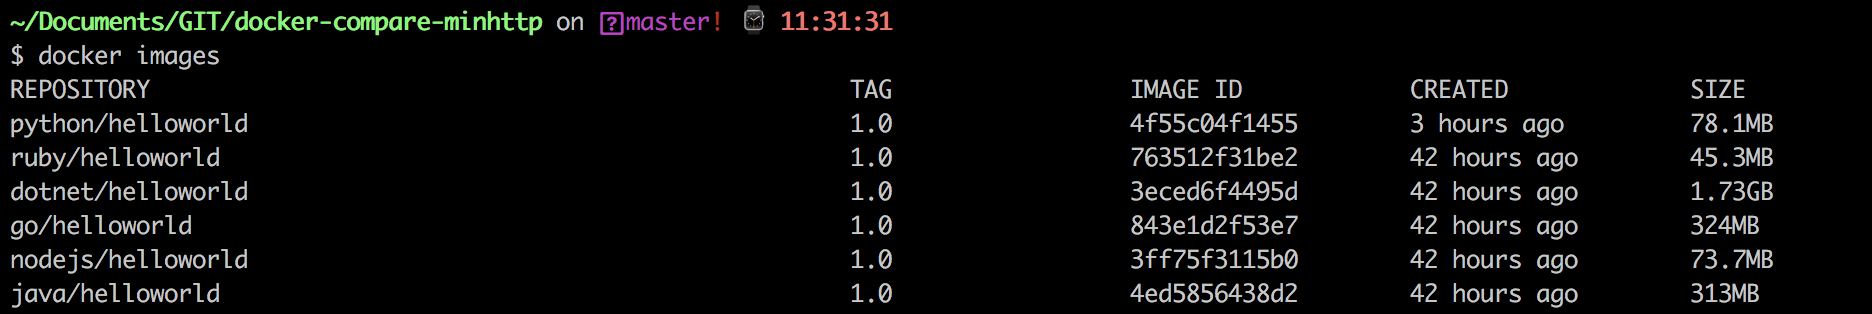 ~/Documents/GIT/docker-compare-minhttp on master! 11:31:31
$ docker images
REPOSITORY TAG IMAGE ID CREATED SIZE
python/helloworld 1.0 4f55c04f1455 3 hours ago 78.1MB
ruby/helloworld 1.0 763512f31be2 42 hours ago 45.3MB
dotnet/helloworld 1.0 3eced6f4495d 42 hours ago 1.73GB
go/helloworld 1.0 843e1d2f53e7 42 hours ago 324MB
nodejs/helloworld 1.0 3ff75f3115b0 42 hours ago 73.7MB
java/helloworld 1.0 4ed5856438d2 42 hours ago 313MB